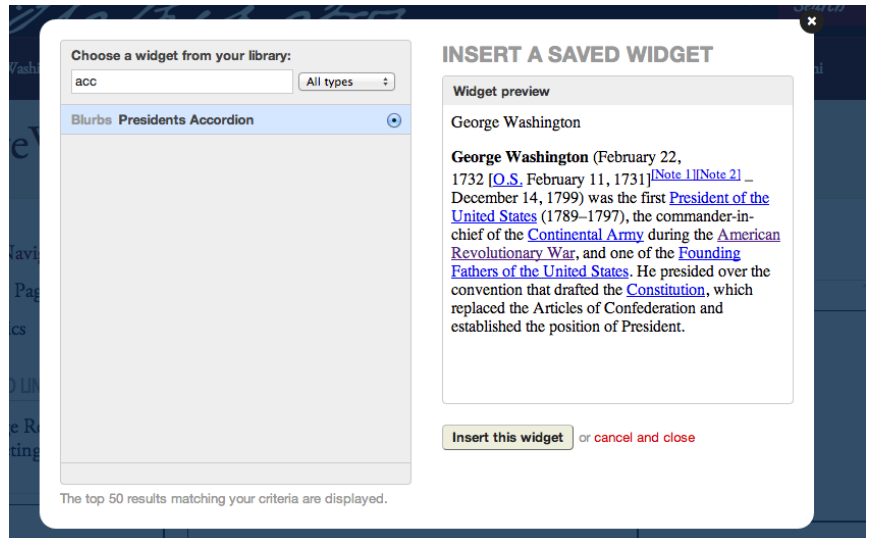 Search
Choose a widget from your library:
acc
All types
Blurbs Presidents Accordion
The top 50 results matching your criteria are displayed.
INSERT A SAVED WIDGET
Widget preview
George Washington
George Washington (February 22,
1732 [O.S. February 11, 1731][Note 1][Note 2] –
December 14, 1799) was the first President of the
United States (1789–1797), the commander-in-
chief of the Continental Army during the American
Revolutionary War, and one of the Founding
Fathers of the United States. He presided over the
convention that drafted the Constitution, which
replaced the Articles of Confederation and
established the position of President.
Insert this widget or cancel and close